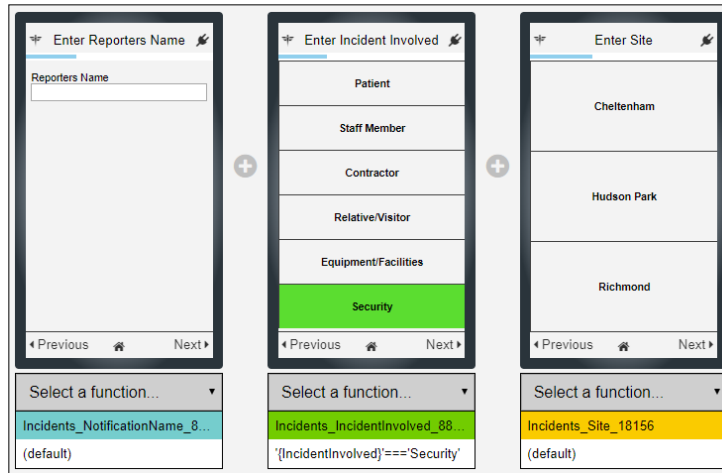 Enter Reporters Name
Reporters Name
Previous
Next
Select a function...
Incidents_NotificationName_8...
(default)
Enter Incident Involved
Patient
Staff Member
Contractor
Relative/Visitor
Equipment/Facilities
Security
Previous
Next
Select a function...
Incidents_IncidentInvolved_88...
'{IncidentInvolved}'==='Security'
Enter Site
Cheltenham
Hudson Park
Richmond
Previous
Next
Select a function...
Incidents_Site_18156
(default)